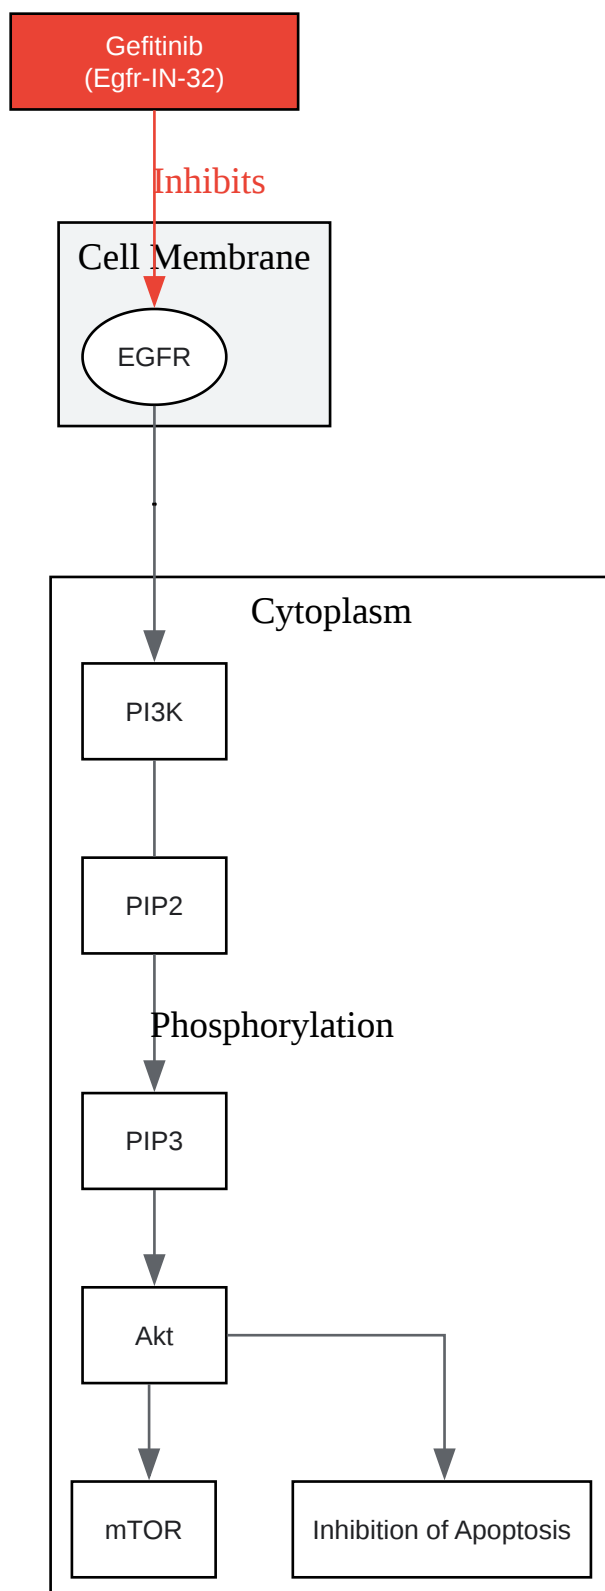 Gefitinib
(Egfr-IN-32)
Inhibits
Cell Membrane
EGFR
Cytoplasm
PI3K
PIP2
Phosphorylation
PIP3
Akt
mTOR
Inhibition of Apoptosis